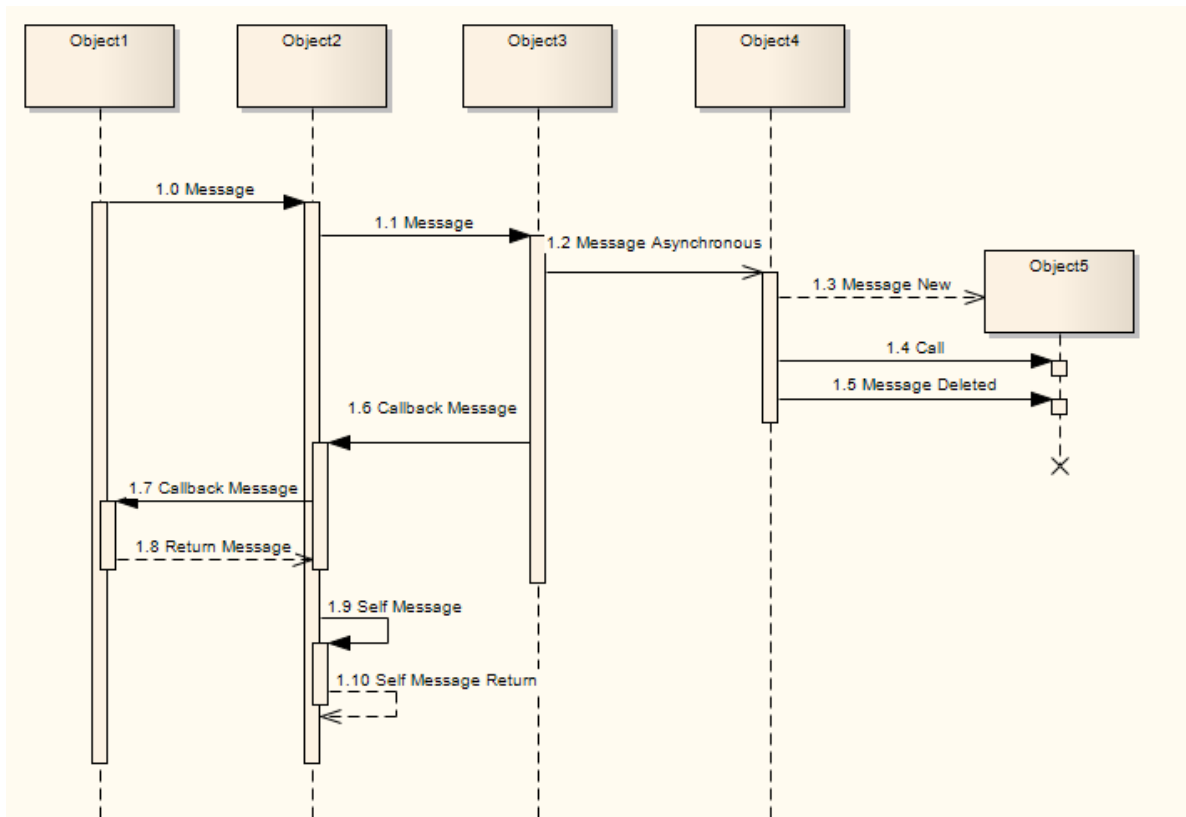 Object1
Object2
Object3
Object4
1.0 Message
1.1 Message
1.2 Message Asynchronous
Object5
1.3 Message New
1.4 Call
1.5 Message Deleted
1.6 Callback Message
1.7 Callback Message
1.8 Return Message
1.9 Self Message
1.10 Self Message Return